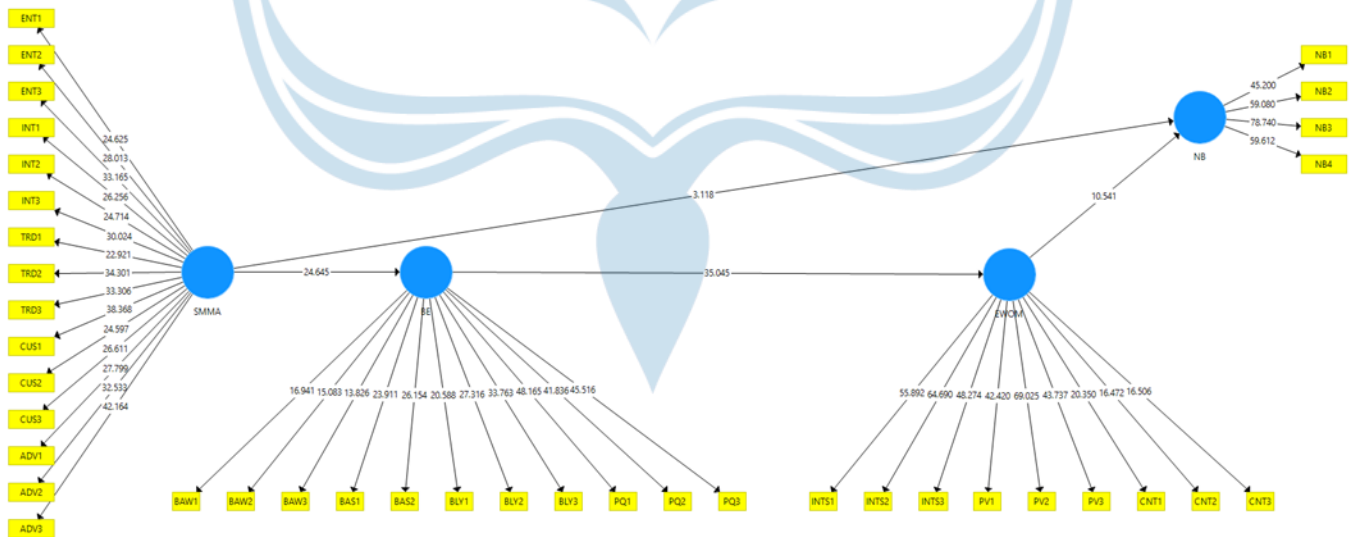 ENT1
ENT2
ENT3
INT1
INT2
INT3
TRD1
TRD2
TRD3
CUS1
CUS2
CUS3
ADV1
ADV2
ADV3
24.625
28.013
33.165
26.256
24.714
30.024
22.921
34.301
33.306
38.368
24.597
26.611
27.799
32.533
42.164
SMMA
24.645
3.118
BE
35.045
EWOM
10.541
NB
45.200
59.080
78.740
59.612
NB1
NB2
NB3
NB4
16.941 15.083 13.826 23.911 26.154 20.588 27.316 33.763 48.165 41.836 45.516
BAW1 BAW2 BAW3 BAS1 BAS2 BLY1 BLY2 BLY3 PQ1 PQ2 PQ3
55.892 64.690 48.274 42.420 69.025 43.737 20.350 16.472 16.506
INTS1 INTS2 INTS3 PV1 PV2 PV3 CNT1 CNT2 CNT3